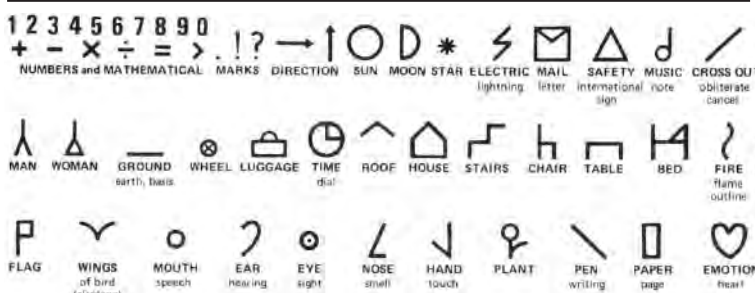 1 2 3 4 5 6 7 8 9 0
+ − × ÷ = > . ! ?
NUMBERS and MATHEMATICAL MARKS DIRECTION SUN MOON STAR ELECTRIC MAIL SAFETY MUSIC CROSS OU
lightning letter international note obliterate
sign cancel
MAN WOMAN GROUND WHEEL LUGGAGE TIME ROOF HOUSE STAIRS CHAIR TABLE BED FIRE
earth, basis dial flame
outline
FLAG WINGS MOUTH EAR EYE NOSE HAND PLANT PEN PAPER EMOTION
of bird speech hearing sight smell touch writing page heart